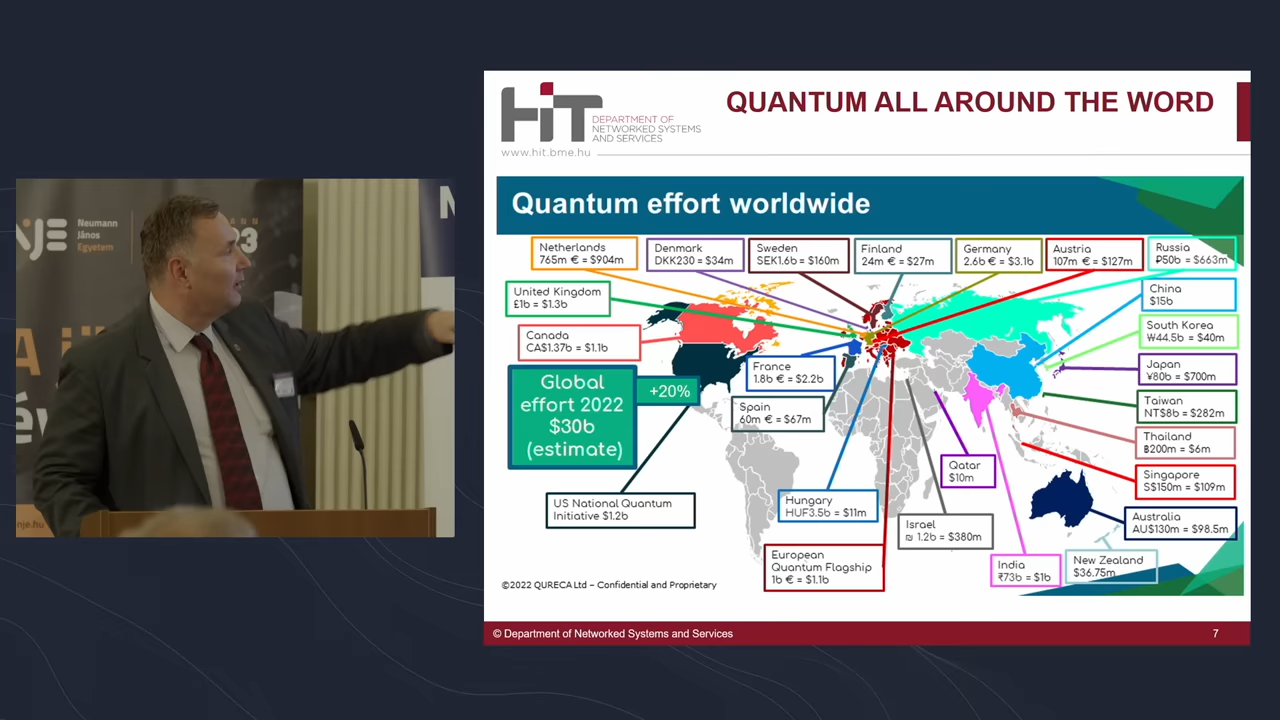 Neumann
János
Egyetem
nje.hu
HiT
DEPARTMENT OF
NETWORKED SYSTEMS
AND SERVICES
www.hit.bme.hu
QUANTUM ALL AROUND THE WORD
Quantum effort worldwide
Netherlands
765m € = $904m
Denmark
DKK230 = $34m
Sweden
SEK1.6b = $160m
Finland
24m € = $27m
Germany
2.6b € = $3.1b
Austria
107m € = $127m
Russia
₽50b = $663m
United Kingdom
£1b = $1.3b
China
$15b
Canada
CA$1.37b = $1.1b
South Korea
₩44.5b = $40m
France
1.8b € = $2.2b
Japan
¥80b = $700m
Global
effort 2022
$30b
(estimate)
+20%
Spain
60m € = $67m
Taiwan
NT$8b = $282m
Thailand
฿200m = $6m
Qatar
$10m
Singapore
S$150m = $109m
US National Quantum
Initiative $1.2b
Hungary
HUF3.5b = $11m
Israel
₪ 1.2b = $380m
Australia
AU$130m = $98.5m
European
Quantum Flagship
1b € = $1.1b
India
₹73b = $1b
New Zealand
$36.75m
©2022 QURECA Ltd – Confidential and Proprietary
© Department of Networked Systems and Services
7